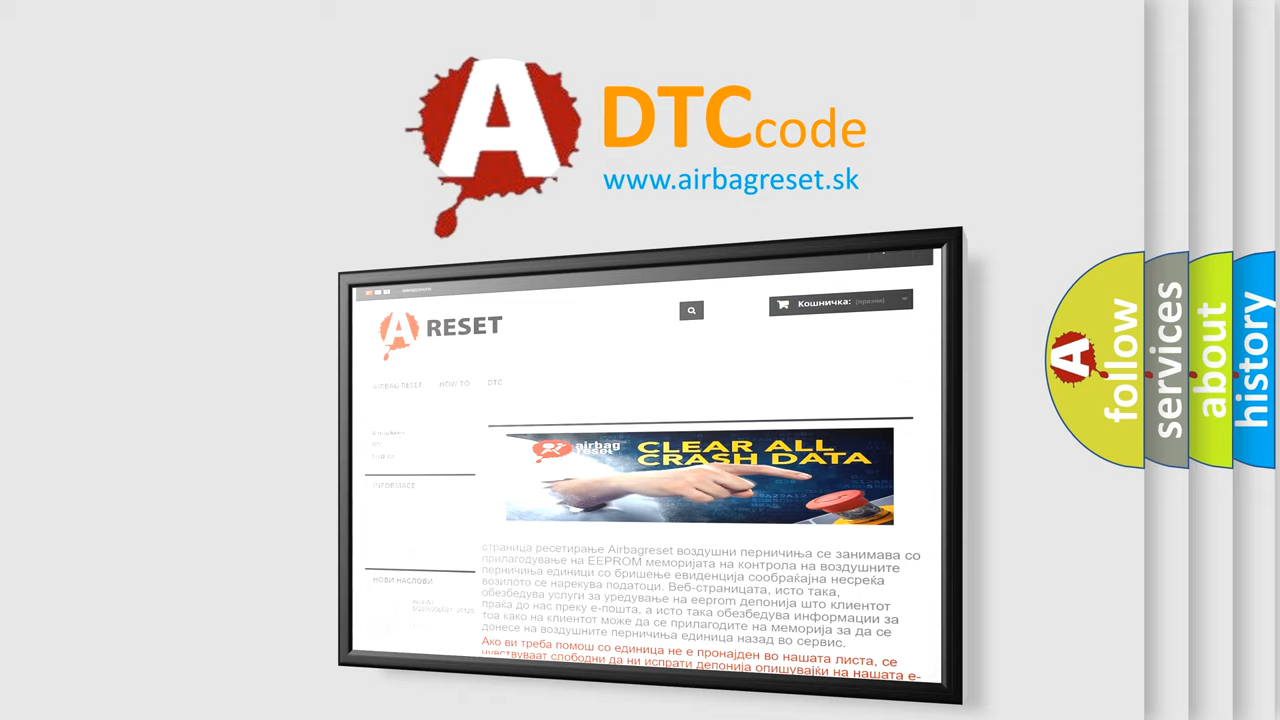 A
DTC code
www.airbagreset.sk
A RESET
Кошничка: (празни)
AIRBAG RESET HOW TO DTC
INFORMACE
airbag
reset
CLEAR ALL
CRASH DATA
страница ресетирање Airbagreset воздушни перничиња се занимава со
прилагодување на EEPROM меморијата на контрола на воздушните
перничиња единици со бришење евиденција сообраќајна несреќа
возилото се нарекува податоци. Веб-страницата, исто така,
обезбедува услуги за уредување на eeprom депонија што клиентот
праќа до нас преку е-пошта, а исто така обезбедува информации за
тоа како на клиентот може да се прилагодите на меморија за да се
донесе на воздушните перничиња единица назад во сервис.
Ако ви треба помош со единица не е пронајден во нашата листа, се
чувствуваат слободни да ни испрати депонија опишувајќи на нашата е-
НОВИ НАСЛОВИ
A
follow
services
about
history